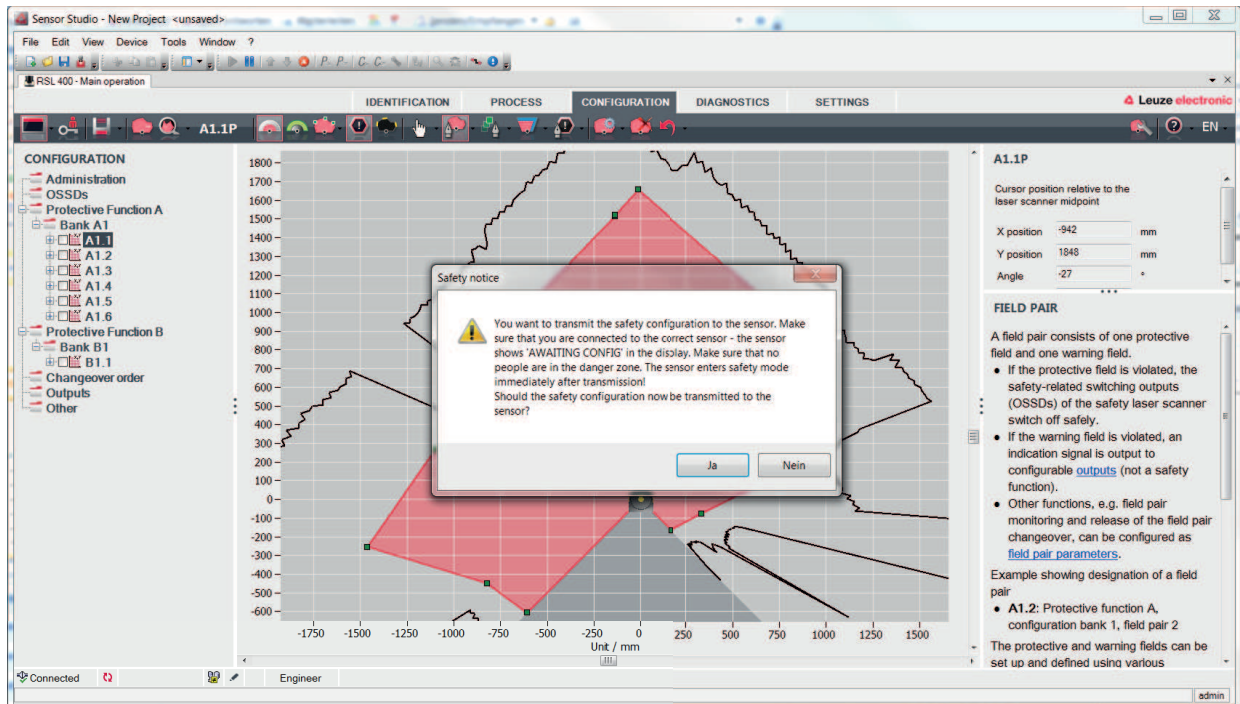 Sensor Studio - New Project <unsaved>
File Edit View Device Tools Window ?
P- P- C- C-
RSL 400 - Main operation
IDENTIFICATION PROCESS CONFIGURATION DIAGNOSTICS SETTINGS
Leuze electronic
A1.1P
EN
CONFIGURATION
Administration
OSSDs
Protective Function A
Bank A1
A1.1
A1.2
A1.3
A1.4
A1.5
A1.6
Protective Function B
Bank B1
B1.1
Changeover order
Outputs
Other
1800
1700
1600
1500
1400
1300
1200
1100
1000
900
800
700
600
500
400
300
200
100
0
-100
-200
-300
-400
-500
-600
-1750 -1500 -1250 -1000 -750 -500 -250 0 250 500 750 1000 1250 1500
Unit / mm
Safety notice
You want to transmit the safety configuration to the sensor. Make
sure that you are connected to the correct sensor - the sensor
shows 'AWAITING CONFIG' in the display. Make sure that no
people are in the danger zone. The sensor enters safety mode
immediately after transmission!
Should the safety configuration now be transmitted to the
sensor?
Ja Nein
A1.1P
Cursor position relative to the
laser scanner midpoint
X position -942 mm
Y position 1848 mm
Angle -27 °
FIELD PAIR
A field pair consists of one protective
field and one warning field.
● If the protective field is violated, the
safety-related switching outputs
(OSSDs) of the safety laser scanner
switch off safely.
● If the warning field is violated, an
indication signal is output to
configurable outputs (not a safety
function).
● Other functions, e.g. field pair
monitoring and release of the field pair
changeover, can be configured as
field pair parameters.
Example showing designation of a field
pair
● A1.2: Protective function A,
configuration bank 1, field pair 2
The protective and warning fields can be
set up and defined using various
Connected Engineer
admin